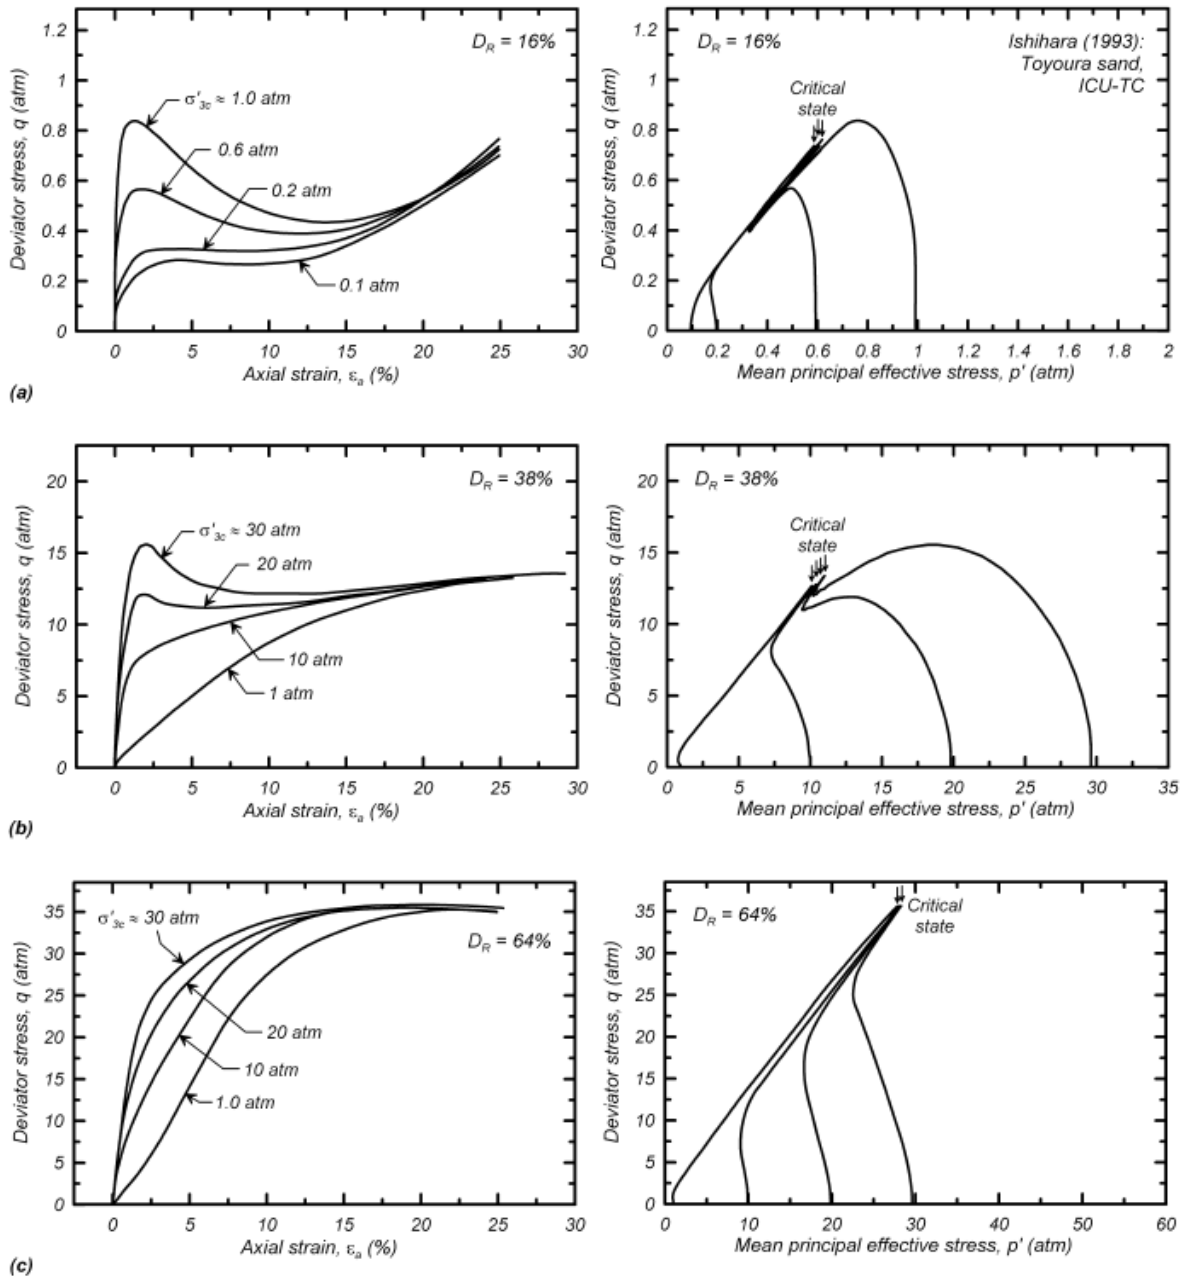 1.2
1
0.8
0.6
0.4
0.2
0
Deviator stress, q (atm)
D_R = 16%
σ'_3c ≈ 1.0 atm
0.6 atm
0.2 atm
0.1 atm
0 5 10 15 20 25 30
Axial strain, ε_a (%)
1.2
1
0.8
0.6
0.4
0.2
0
Deviator stress, q (atm)
D_R = 16%
Ishihara (1993):
Toyoura sand,
ICU-TC
Critical
state
0 0.2 0.4 0.6 0.8 1 1.2 1.4 1.6 1.8 2
Mean principal effective stress, p' (atm)
(a)
20
15
10
5
0
Deviator stress, q (atm)
D_R = 38%
σ'_3c ≈ 30 atm
20 atm
10 atm
1 atm
0 5 10 15 20 25 30
Axial strain, ε_a (%)
20
15
10
5
0
Deviator stress, q (atm)
D_R = 38%
Critical
state
0 5 10 15 20 25 30 35
Mean principal effective stress, p' (atm)
(b)
35
30
25
20
15
10
5
0
Deviator stress, q (atm)
σ'_3c ≈ 30 atm
D_R = 64%
20 atm
10 atm
1.0 atm
0 5 10 15 20 25 30
Axial strain, ε_a (%)
35
30
25
20
15
10
5
0
Deviator stress, q (atm)
D_R = 64%
Critical
state
0 10 20 30 40 50 60
Mean principal effective stress, p' (atm)
(c)